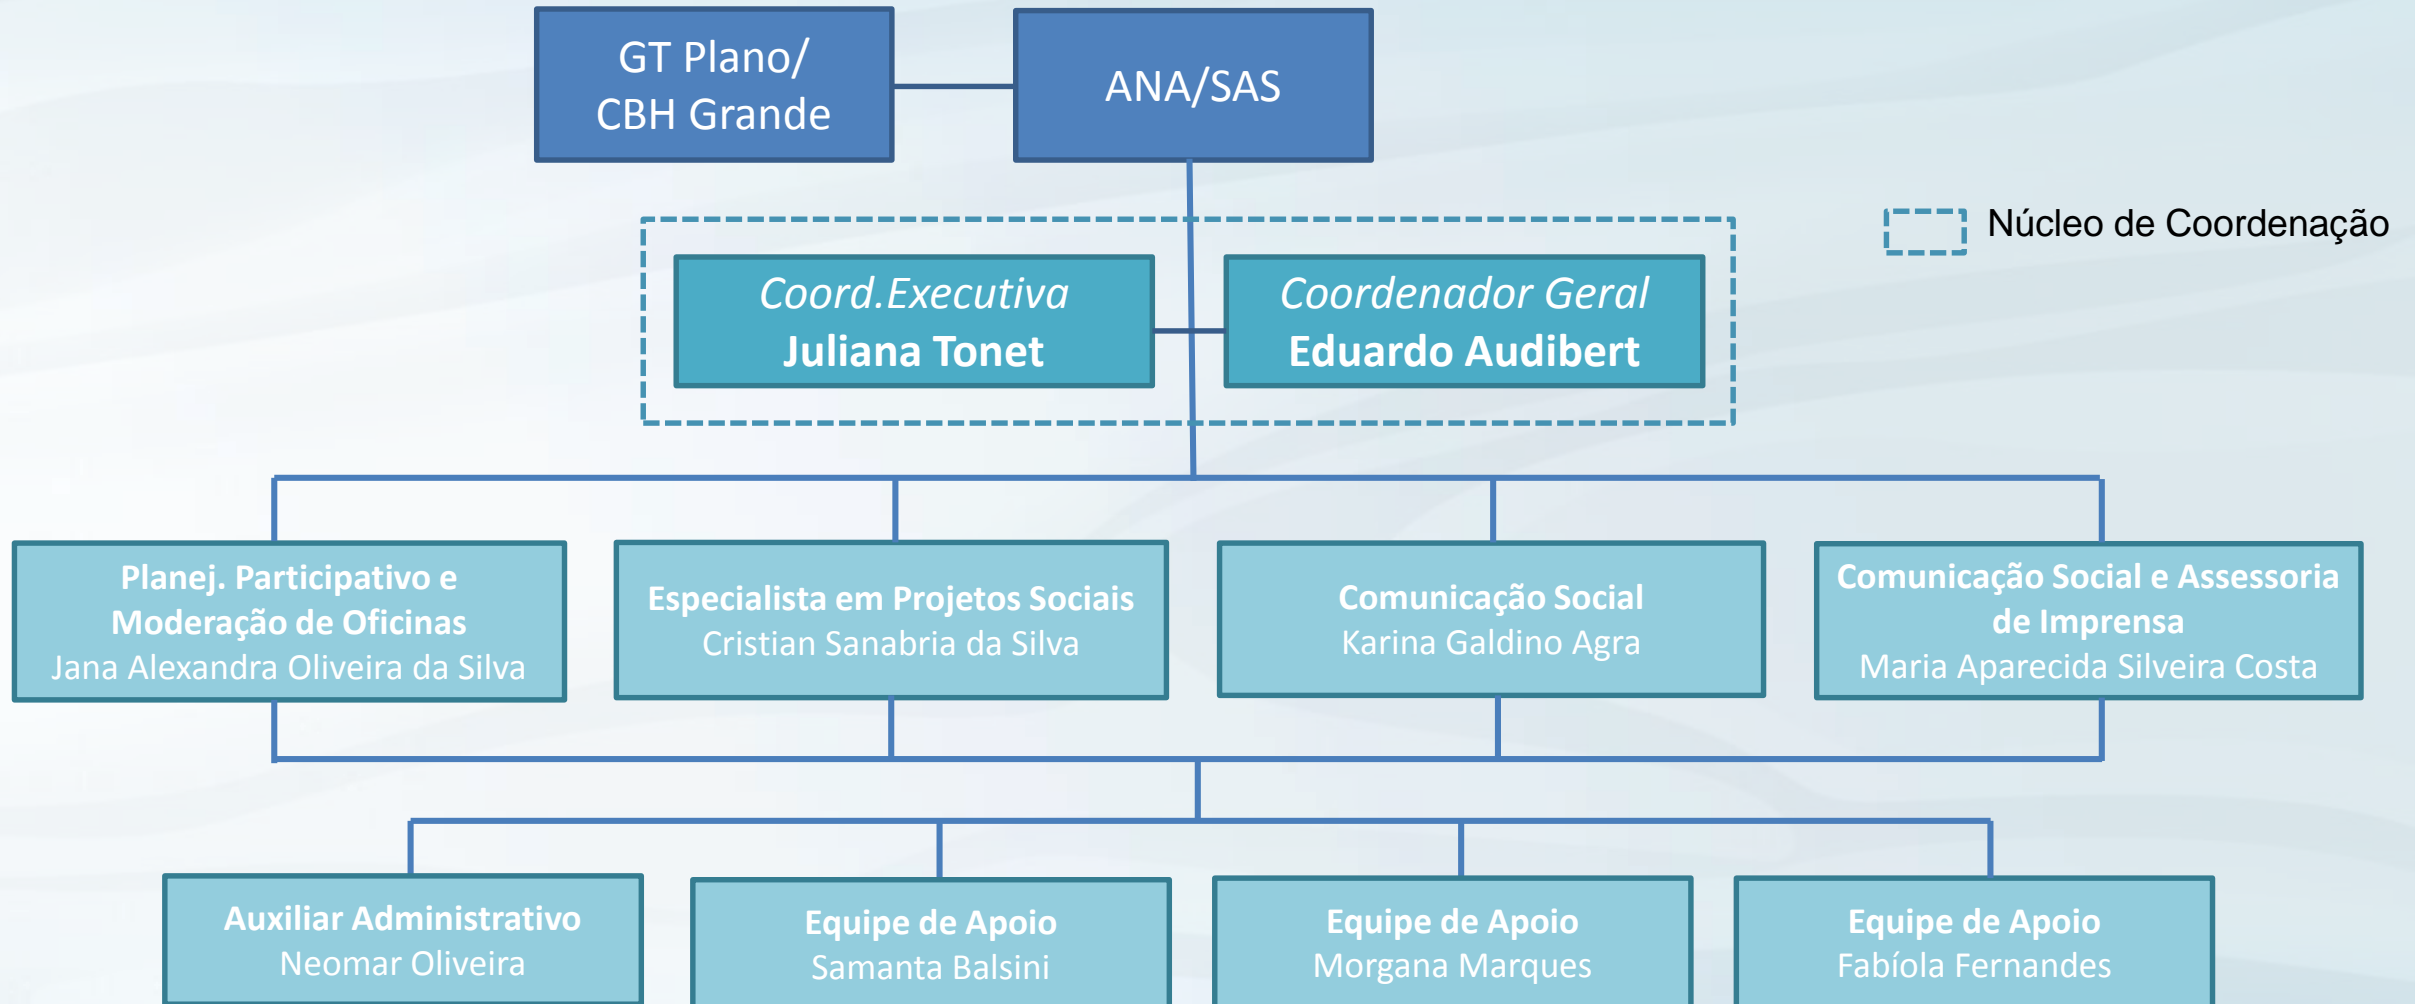 GT Plano/
CBH Grande
ANA/SAS
Núcleo de Coordenação
Coord.Executiva
Juliana Tonet
Coordenador Geral
Eduardo Audibert
Planej. Participativo e
Moderação de Oficinas
Jana Alexandra Oliveira da Silva
Especialista em Projetos Sociais
Cristian Sanabria da Silva
Comunicação Social
Karina Galdino Agra
Comunicação Social e Assessoria
de Imprensa
Maria Aparecida Silveira Costa
Auxiliar Administrativo
Neomar Oliveira
Equipe de Apoio
Samanta Balsini
Equipe de Apoio
Morgana Marques
Equipe de Apoio
Fabíola Fernandes